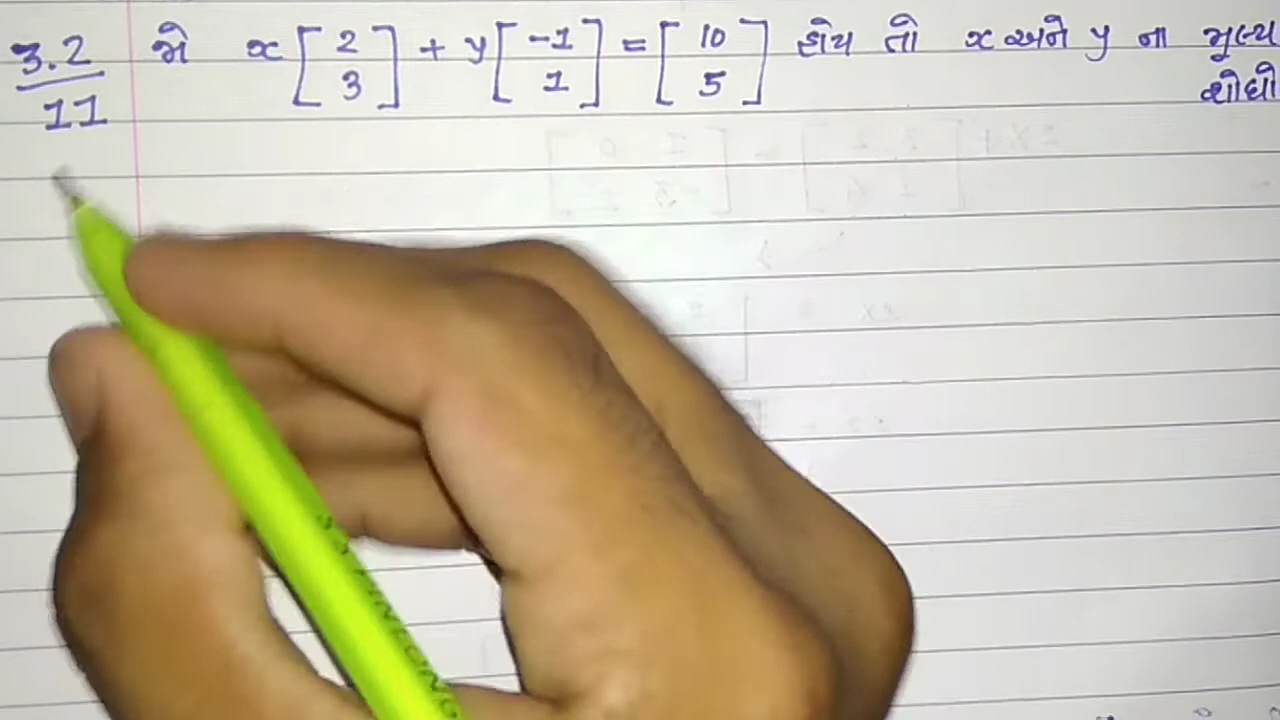 3.2 જો x [ 2 ] + y [ -1 ] = [ 10 ] હોય તો x અને y ના મૂલ્ય
11 3 1 5 શોધો